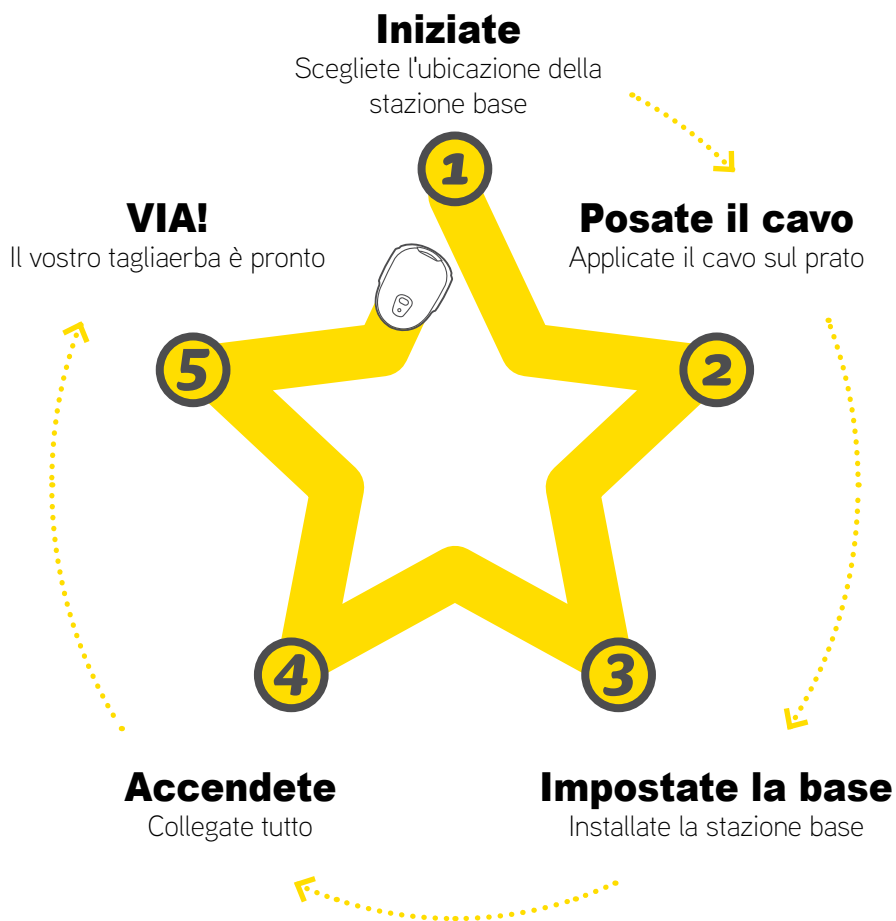 Iniziate
Scegliete l'ubicazione della
stazione base
1
Posate il cavo
Applicate il cavo sul prato
2
Impostate la base
Installate la stazione base
3
Accendete
Collegate tutto
4
VIA!
Il vostro tagliaerba è pronto
5